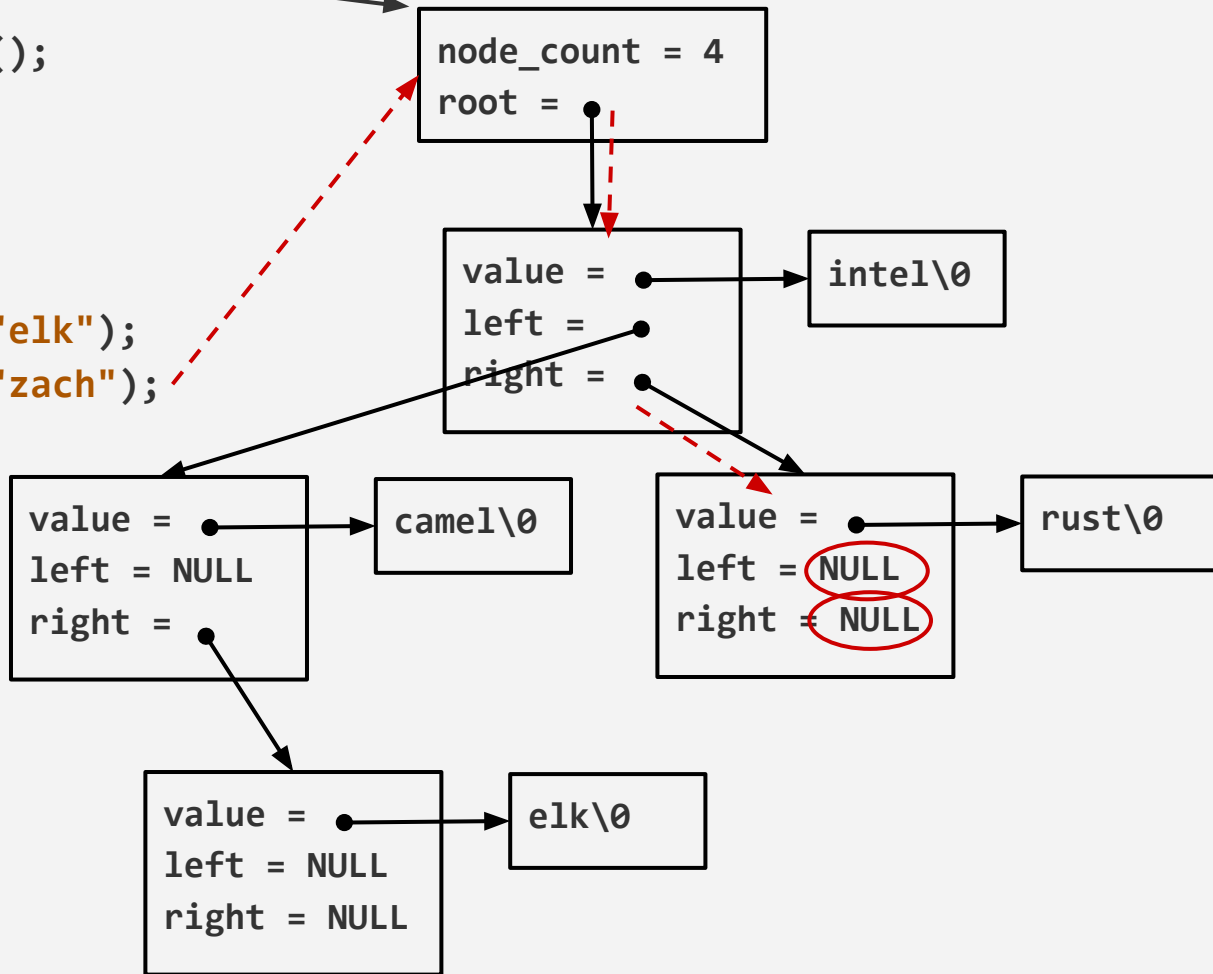 ();
node_count = 4
root =
value =
left =
right =
intel\0
"elk");
"zach");
value =
left = NULL
right =
camel\0
value =
left = NULL
right = NULL
rust\0
value =
left = NULL
right = NULL
elk\0